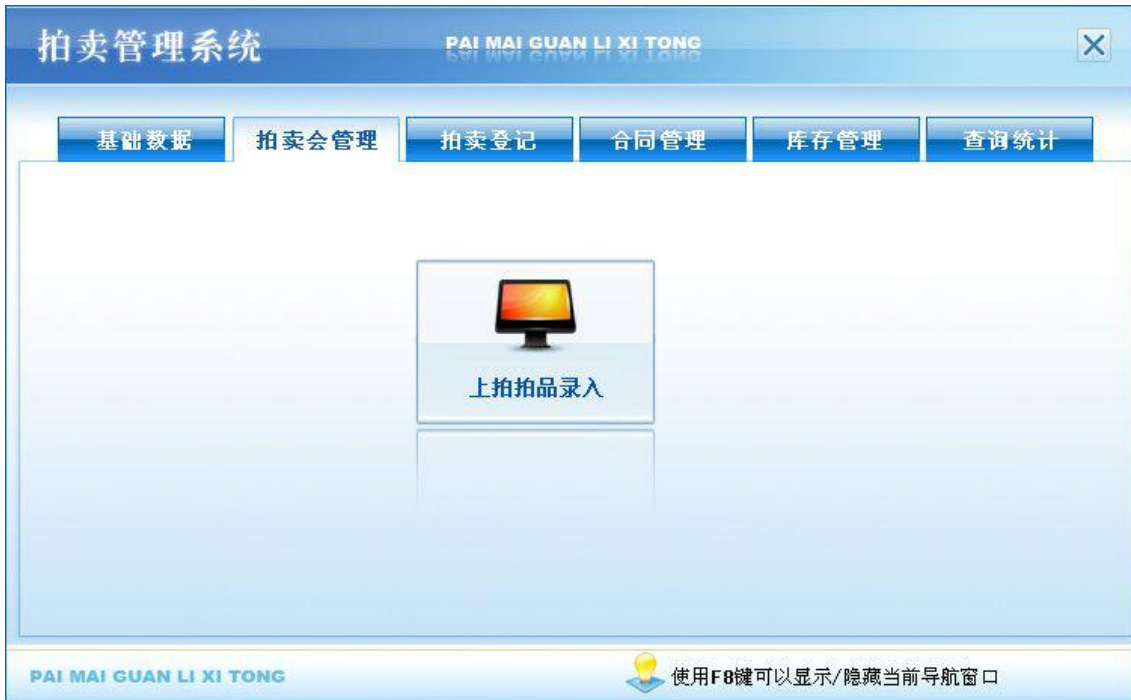 拍卖管理系统 PAI MAI GUAN LI XI TONG
基础数据 拍卖会管理 拍卖登记 合同管理 库存管理 查询统计
上拍拍品录入
PAI MAI GUAN LI XI TONG 使用F8键可以显示/隐藏当前导航窗口